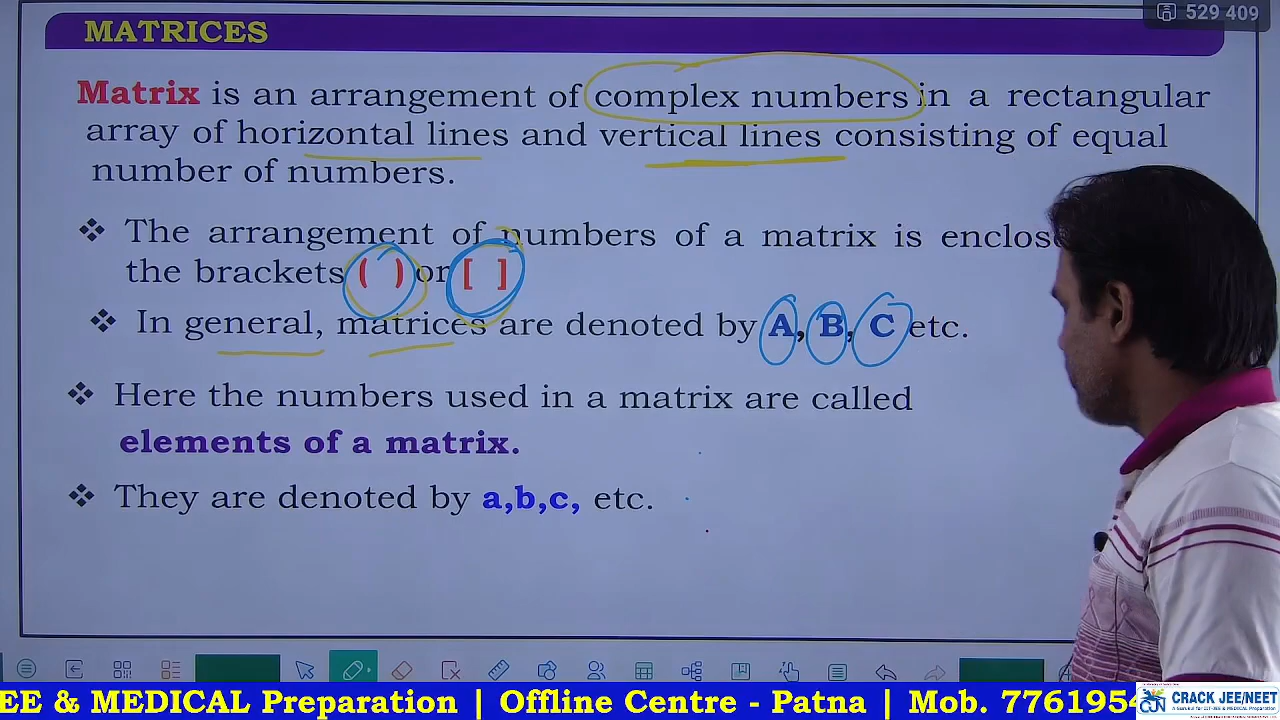 529 409
MATRICES
Matrix is an arrangement of complex numbers in a rectangular
array of horizontal lines and vertical lines consisting of equal
number of numbers.
❖ The arrangement of numbers of a matrix is
the brackets ( ) or [ ]
❖ In general, matrices are denoted by A, B, C etc.
❖ Here the numbers used in a matrix are called
elements of a matrix.
❖ They are denoted by a,b,c, etc.
EE & MEDICAL Preparation | Offline Centre - Patna | Mob. 7761954
CRACK JEE/NEET